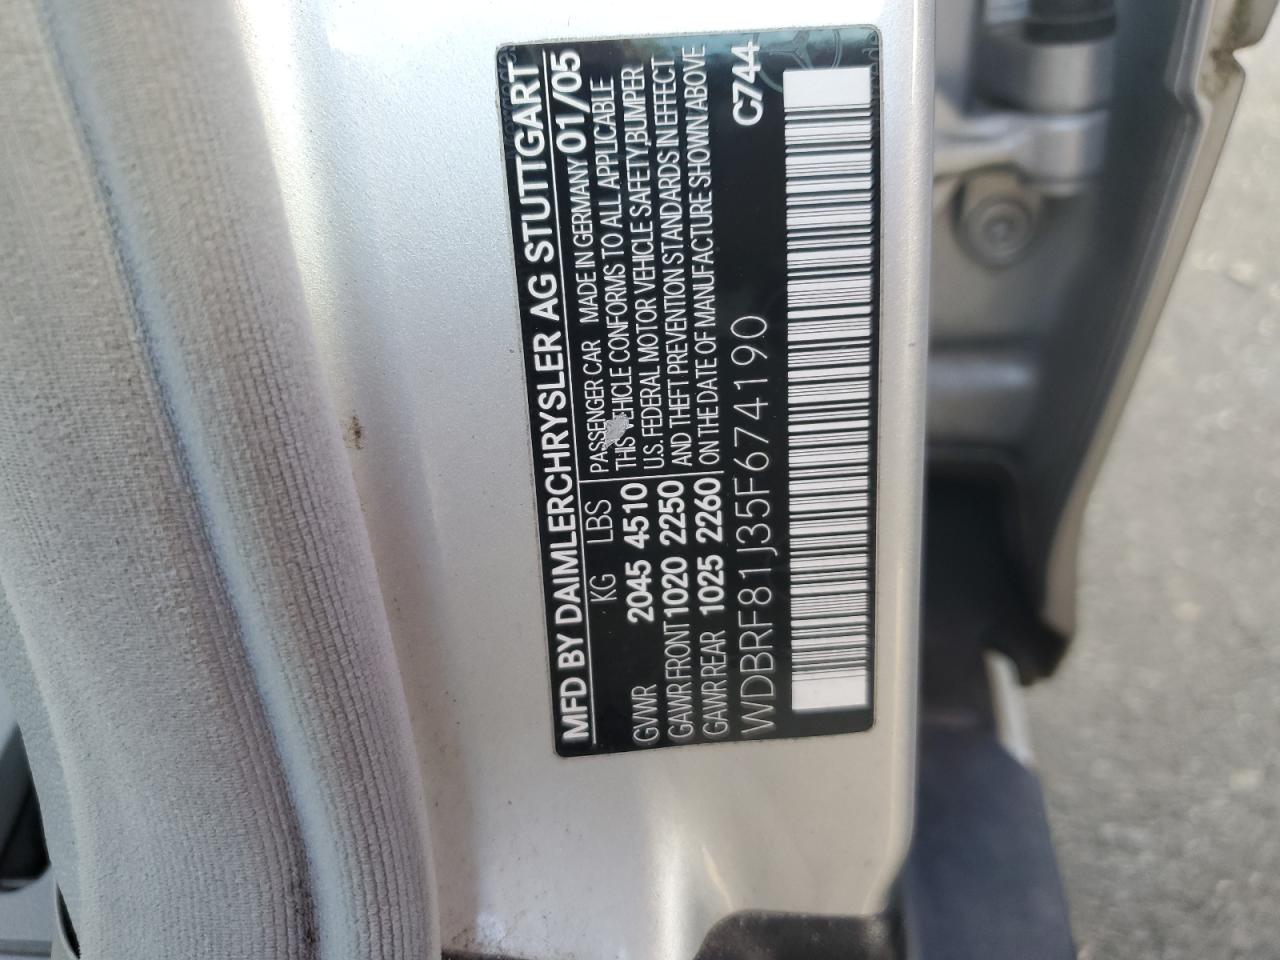 MFD BY DAIMLERCHRYSLER AG STUTTGART
KG LBS PASSENGER CAR MADE IN GERMANY 01/05
GVWR 2045 4510 THIS VEHICLE CONFORMS TO ALL APPLICABLE
GAWR FRONT 1020 2250 U.S. FEDERAL MOTOR VEHICLE SAFETY,BUMPER
GAWR REAR 1025 2260 AND THEFT PREVENTION STANDARDS IN EFFECT
ON THE DATE OF MANUFACTURE SHOWN ABOVE
WDBRF81J35F674190 C744